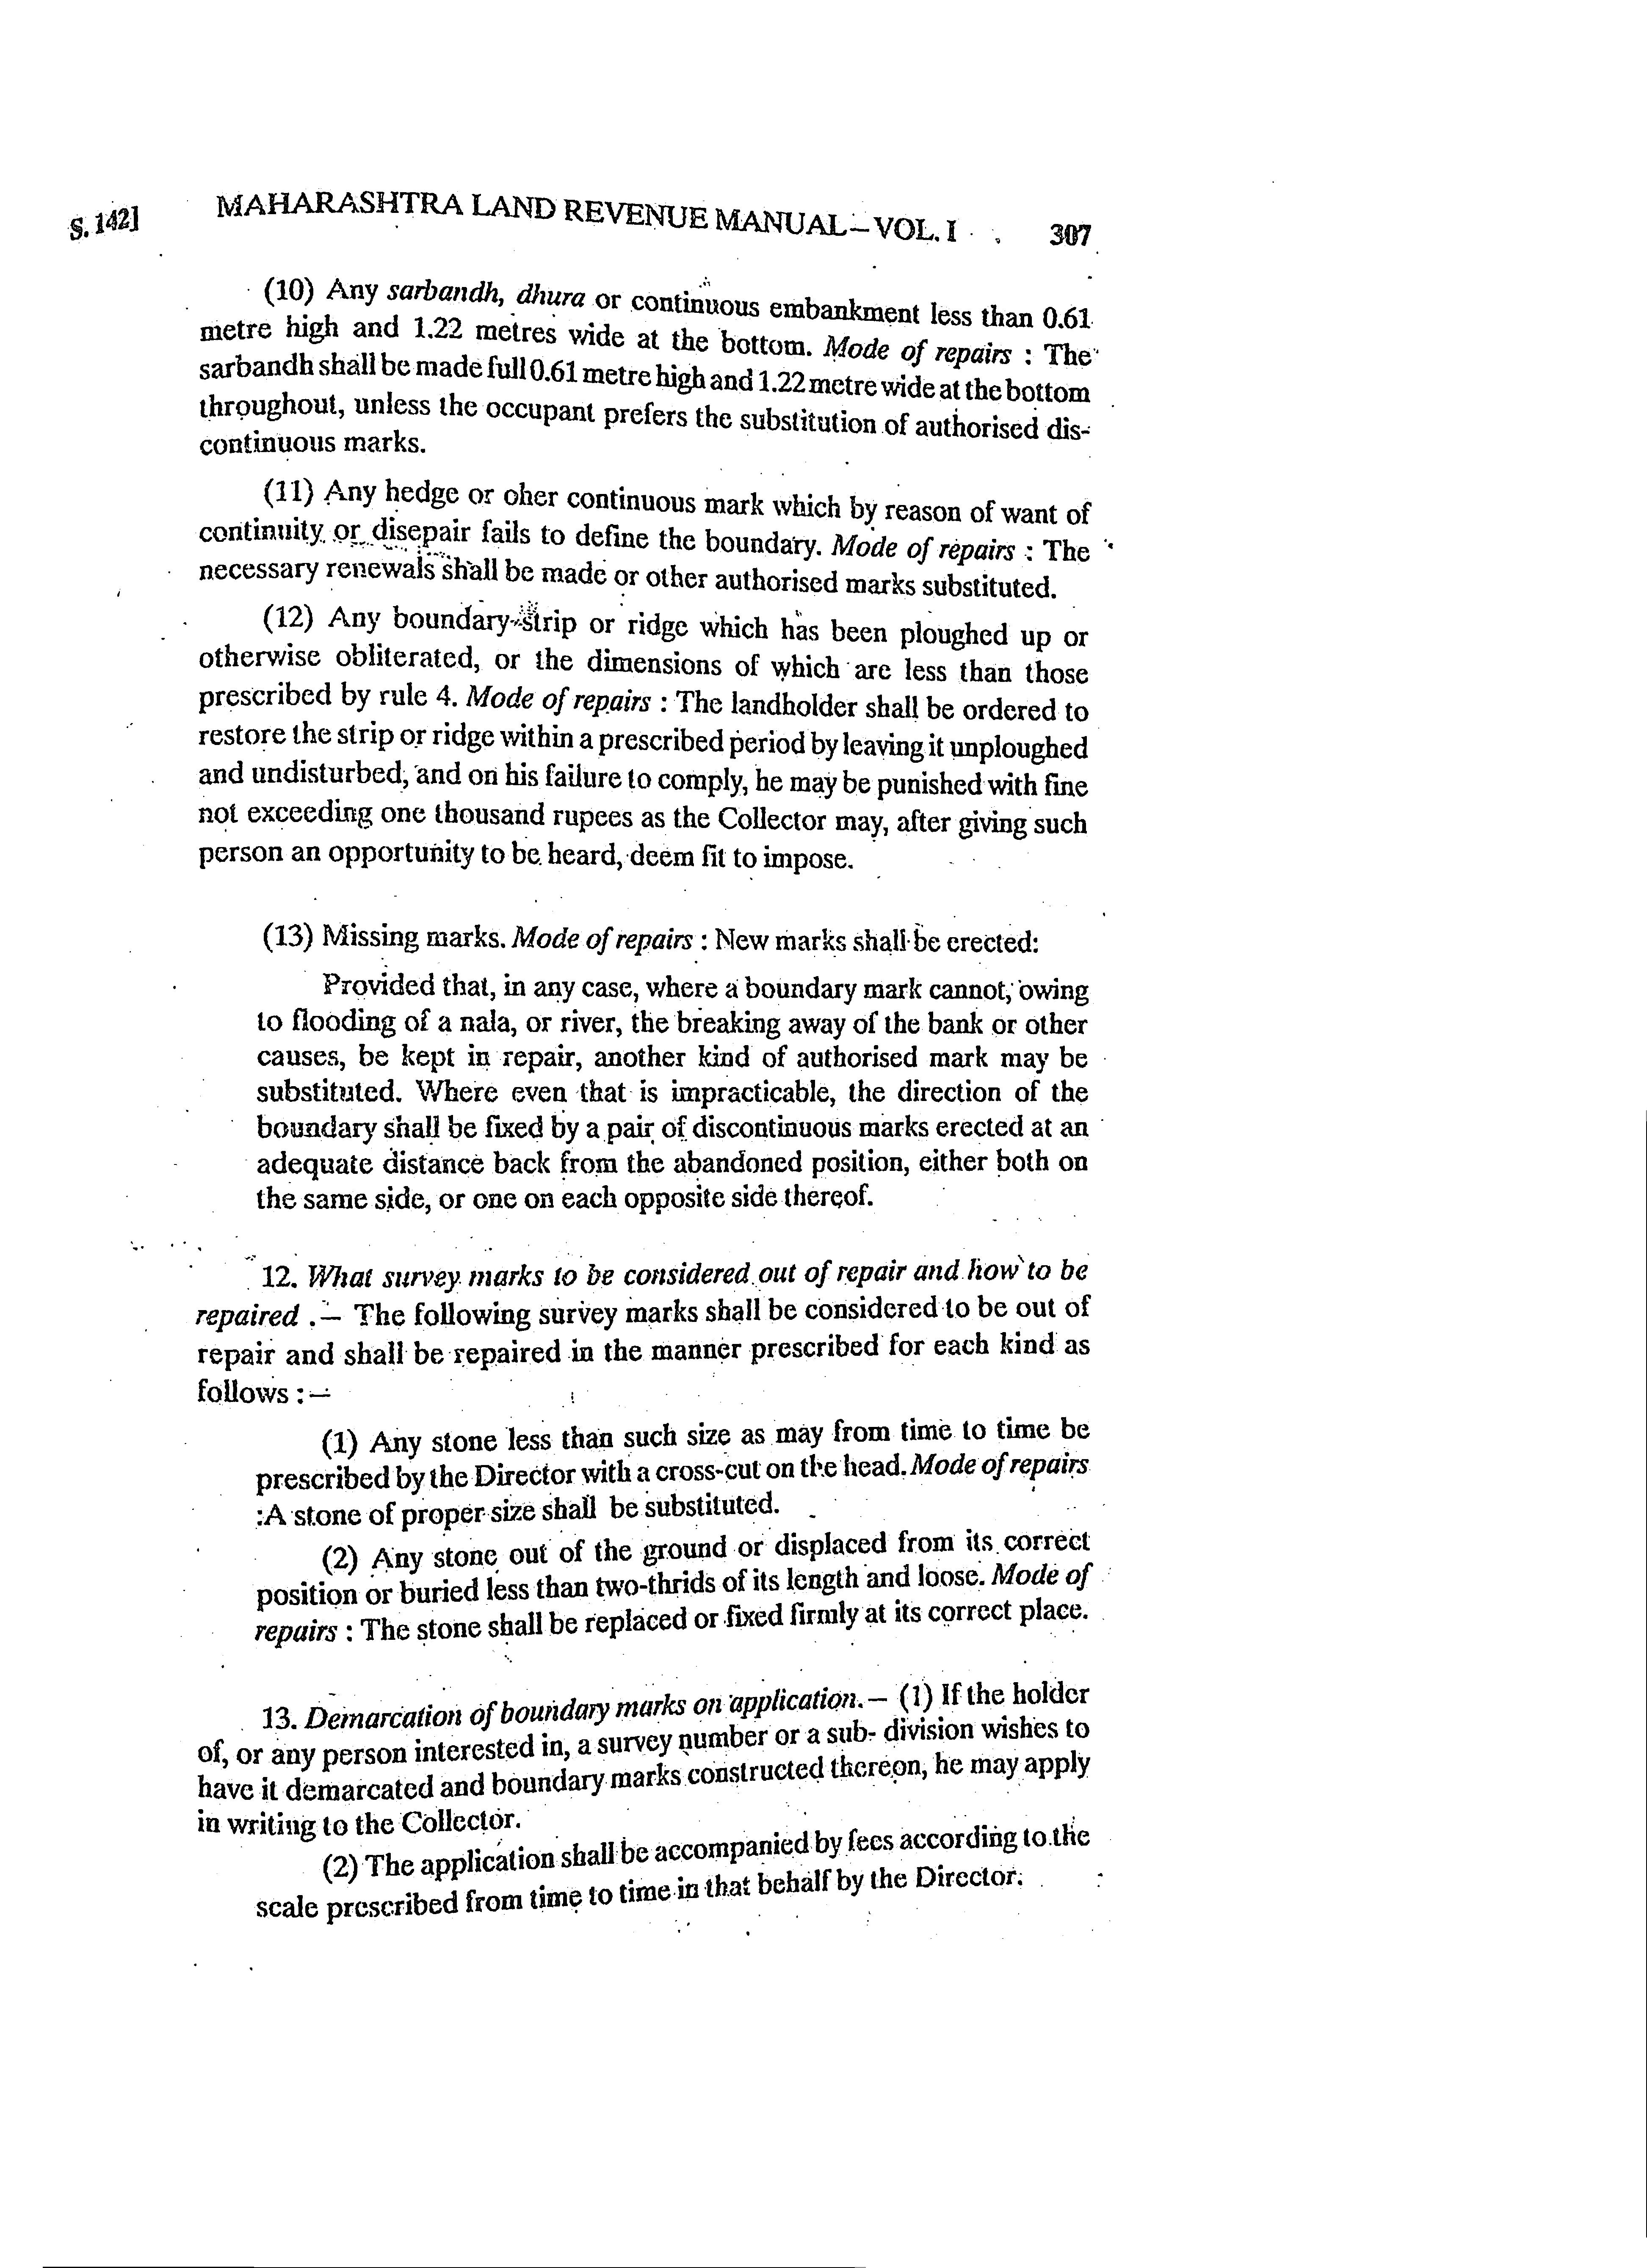 S. 142] MAHARASHTRA LAND REVENUE MANUAL – VOL. I 307
(10) Any sarbandh, dhura or continuous embankment less than 0.61
metre high and 1.22 metres wide at the bottom. Mode of repairs : The
sarbandh shall be made full 0.61 metre high and 1.22 metre wide at the bottom
throughout, unless the occupant prefers the substitution of authorised dis-
continuous marks.
(11) Any hedge or oher continuous mark which by reason of want of
continuity or disepair fails to define the boundary. Mode of repairs : The
necessary renewals shall be made or other authorised marks substituted.
(12) Any boundary-strip or ridge which has been ploughed up or
otherwise obliterated, or the dimensions of which are less than those
prescribed by rule 4. Mode of repairs : The landholder shall be ordered to
restore the strip or ridge within a prescribed period by leaving it unploughed
and undisturbed, and on his failure to comply, he may be punished with fine
not exceeding one thousand rupees as the Collector may, after giving such
person an opportunity to be heard, deem fit to impose.
(13) Missing marks. Mode of repairs : New marks shall be erected:
Provided that, in any case, where a boundary mark cannot, owing
to flooding of a nala, or river, the breaking away of the bank or other
causes, be kept in repair, another kind of authorised mark may be
substituted. Where even that is impracticable, the direction of the
boundary shall be fixed by a pair of discontinuous marks erected at an
adequate distance back from the abandoned position, either both on
the same side, or one on each opposite side thereof.
12. What survey marks to be considered out of repair and how to be
repaired .– The following survey marks shall be considered to be out of
repair and shall be repaired in the manner prescribed for each kind as
follows :–
(1) Any stone less than such size as may from time to time be
prescribed by the Director with a cross-cut on the head. Mode of repairs
:A stone of proper size shall be substituted.
(2) Any stone out of the ground or displaced from its correct
position or buried less than two-thrids of its length and loose. Mode of
repairs : The stone shall be replaced or fixed firmly at its correct place.
13. Demarcation of boundary marks on application. – (1) If the holder
of, or any person interested in, a survey number or a sub- division wishes to
have it demarcated and boundary marks constructed thereon, he may apply
in writing to the Collector.
(2) The application shall be accompanied by fees according to the
scale prescribed from time to time in that behalf by the Director.